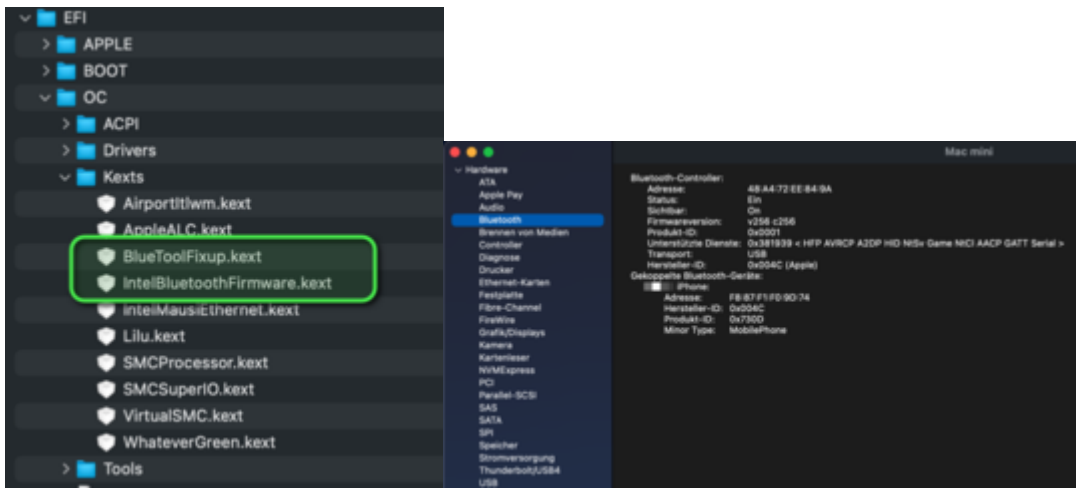 EFI
APPLE
BOOT
OC
ACPI
Drivers
Kexts
AirportItlwm.kext
AppleALC.kext
BlueToolFixup.kext
IntelBluetoothFirmware.kext
IntelMausiEthernet.kext
Lilu.kext
SMCProcessor.kext
SMCSuperIO.kext
VirtualSMC.kext
WhateverGreen.kext
Tools
Mac mini
Hardware
ATA
Apple Pay
Audio
Bluetooth
Brennen von Medien
Controller
Diagnose
Drucker
Ethernet-Karten
Festplatte
Fibre-Channel
FireWire
Grafik/Displays
Kamera
Kartenleser
NVMExpress
PCI
Parallel-SCSI
SAS
SATA
SPI
Speicher
Stromversorgung
Thunderbolt/USB4
USB
Bluetooth-Controller:
Adresse: 48:A4:72:EE:84:9A
Status: Ein
Sichtbar: On
Firmwareversion: v256 c256
Produkt-ID: 0x0001
Unterstützte Dienste: 0x381939 < HFP AVRCP A2DP HID NtSv Game NtCl AACP GATT Serial >
Transport: USB
Hersteller-ID: 0x004C (Apple)
Gekoppelte Bluetooth-Geräte:
iPhone:
Adresse: F8:87:F1:F0:9D:74
Hersteller-ID: 0x004C
Produkt-ID: 0x730D
Minor Type: MobilePhone